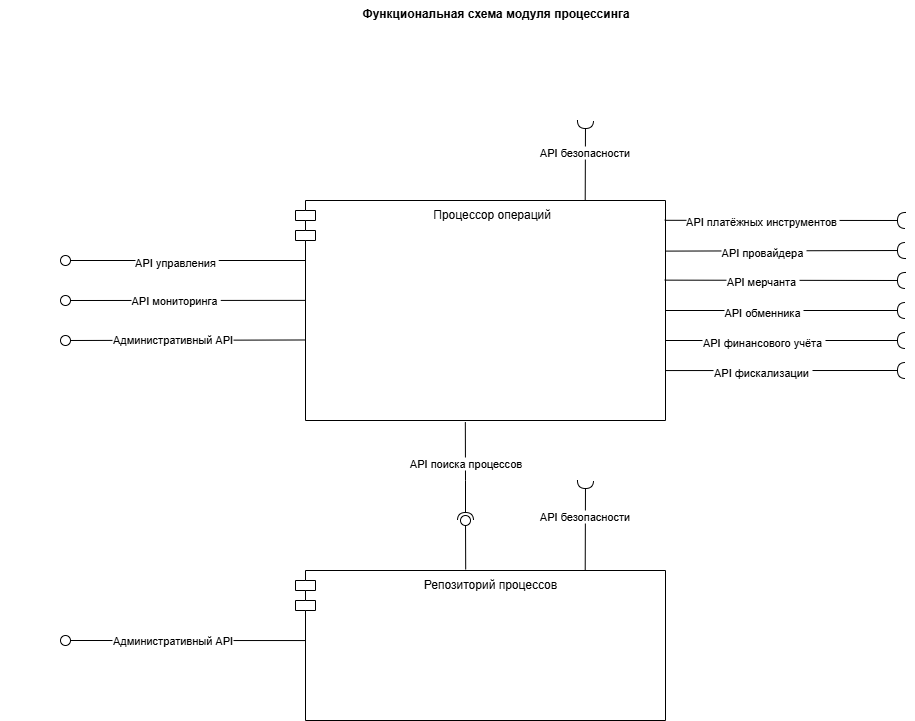 Функциональная схема модуля процессинга
API безопасности
Процессор операций
API платёжных инструментов
API провайдера
API управления
API мерчанта
API мониторинга
API обменника
Административный API
API финансового учёта
API фискализации
API поиска процессов
API безопасности
Репозиторий процессов
Административный API